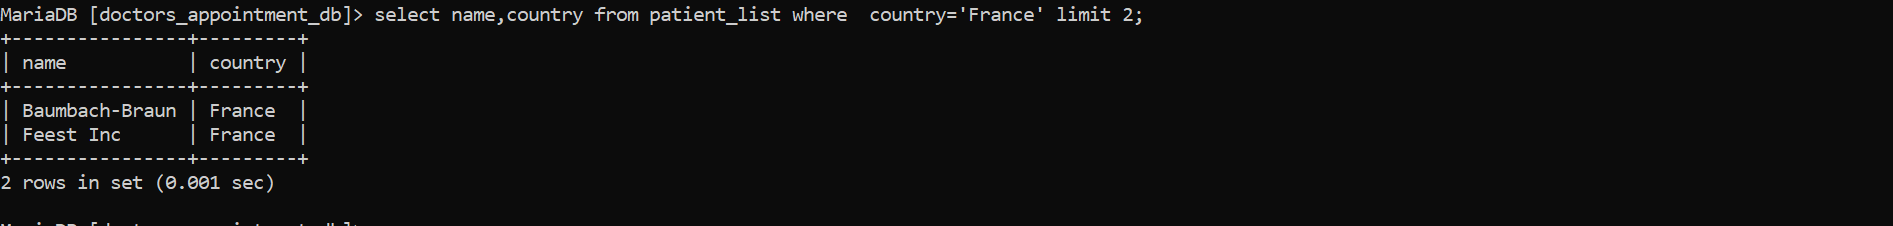 MariaDB [doctors_appointment_db]> select name,country from patient_list where  country='France' limit 2;
+----------------+---------+
| name           | country |
+----------------+---------+
| Baumbach-Braun | France  |
| Feest Inc      | France  |
+----------------+---------+
2 rows in set (0.001 sec)